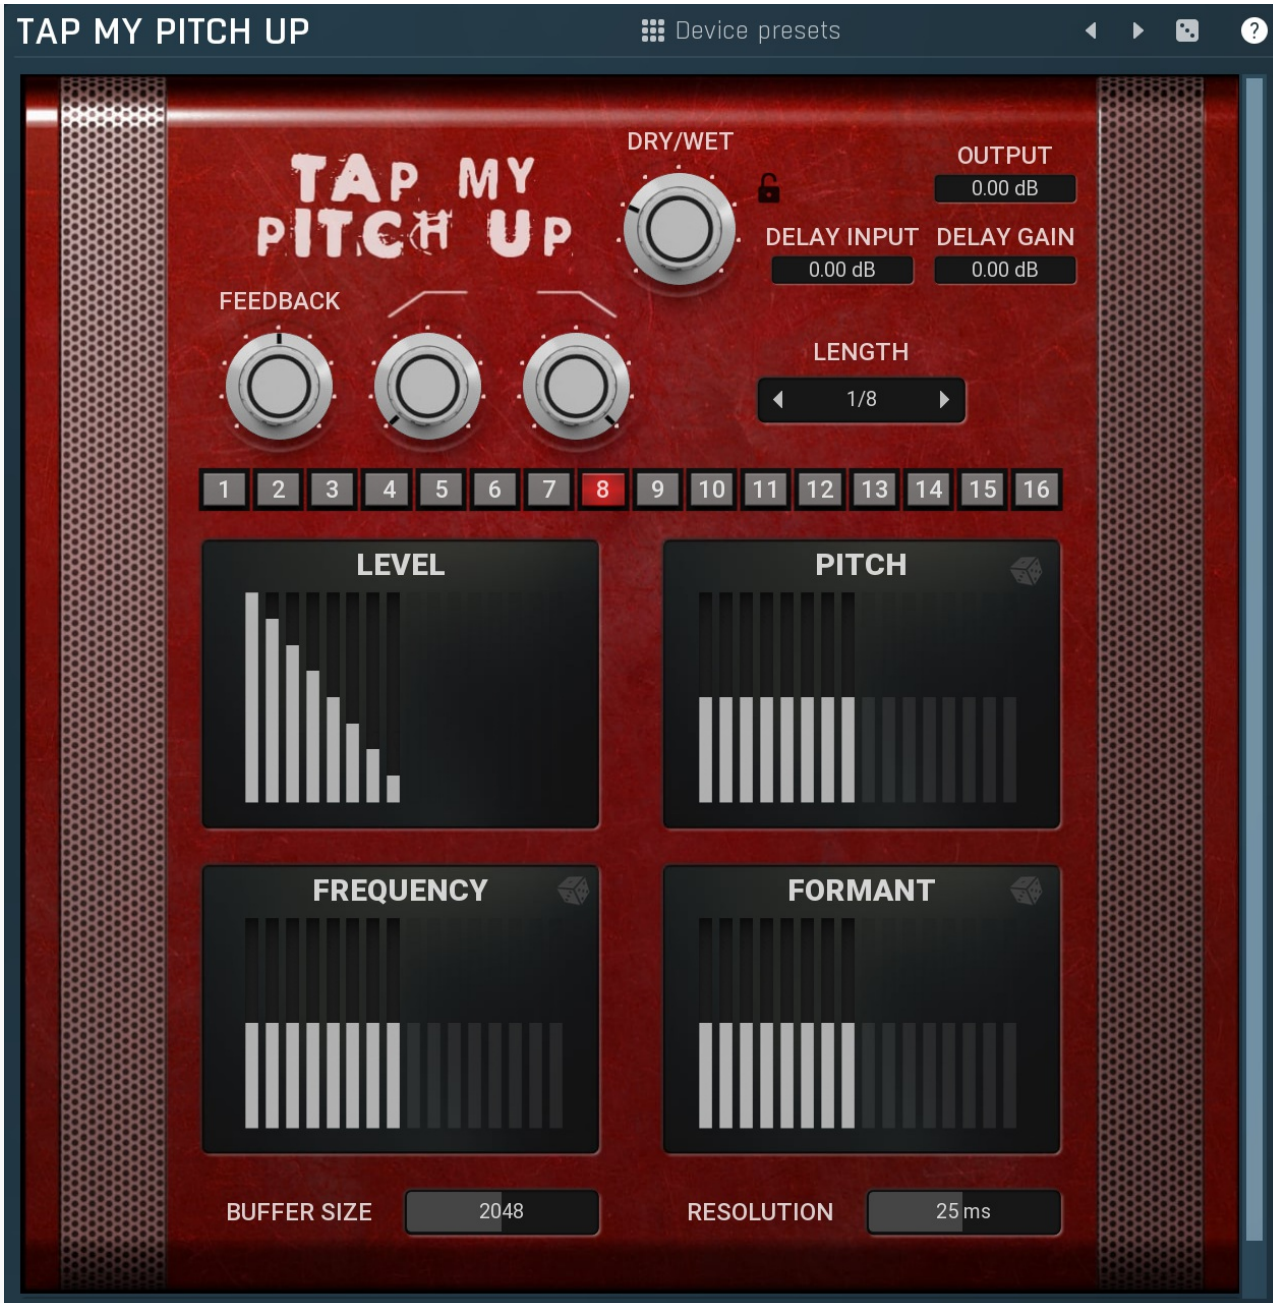 TAP MY PITCH UP
Device presets
?
TAP MY
PITCH UP
DRY/WET
OUTPUT
0.00 dB
DELAY INPUT
DELAY GAIN
0.00 dB
0.00 dB
FEEDBACK
LENGTH
1/8
1 2 3 4 5 6 7 8 9 10 11 12 13 14 15 16
LEVEL
PITCH
FREQUENCY
FORMANT
BUFFER SIZE
2048
RESOLUTION
25 ms